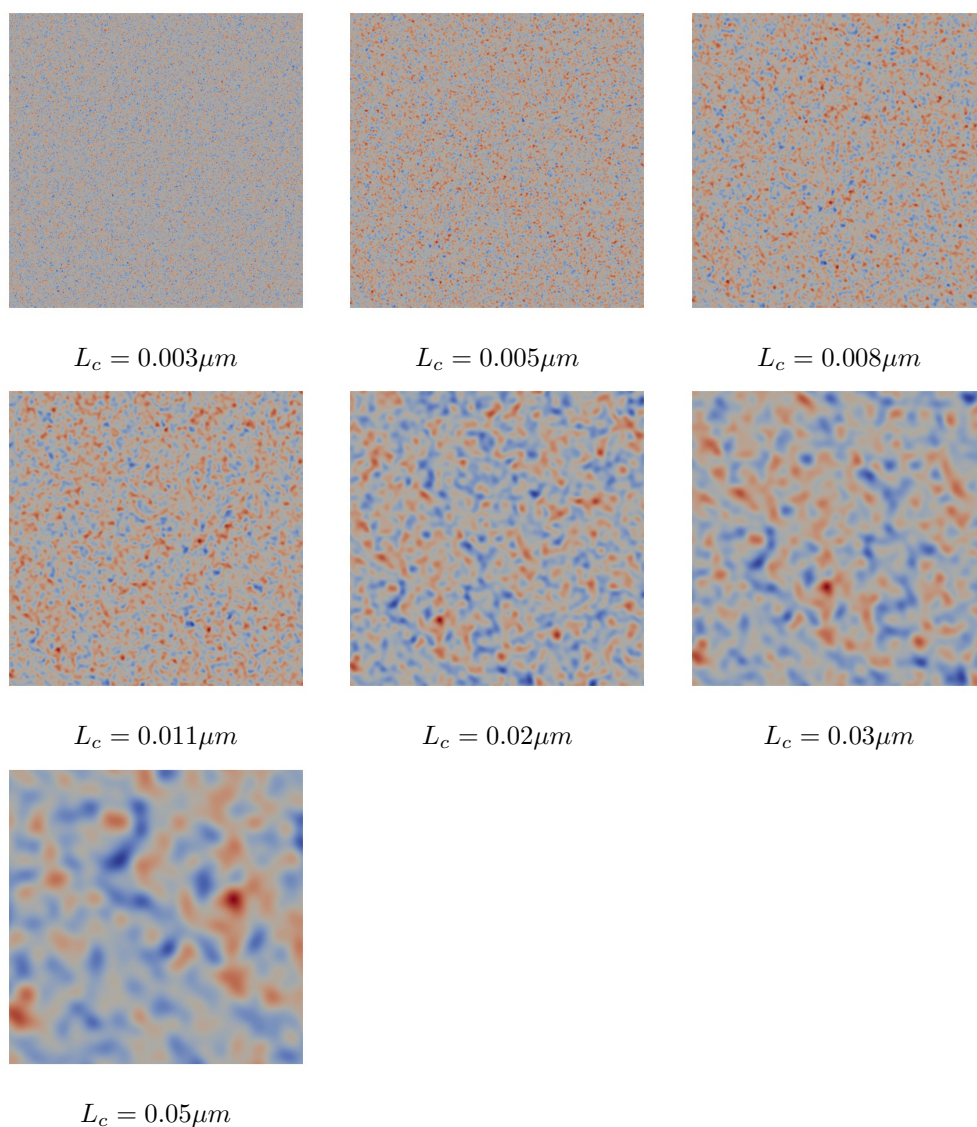 L_c = 0.003μm
L_c = 0.005μm
L_c = 0.008μm
L_c = 0.011μm
L_c = 0.02μm
L_c = 0.03μm
L_c = 0.05μm